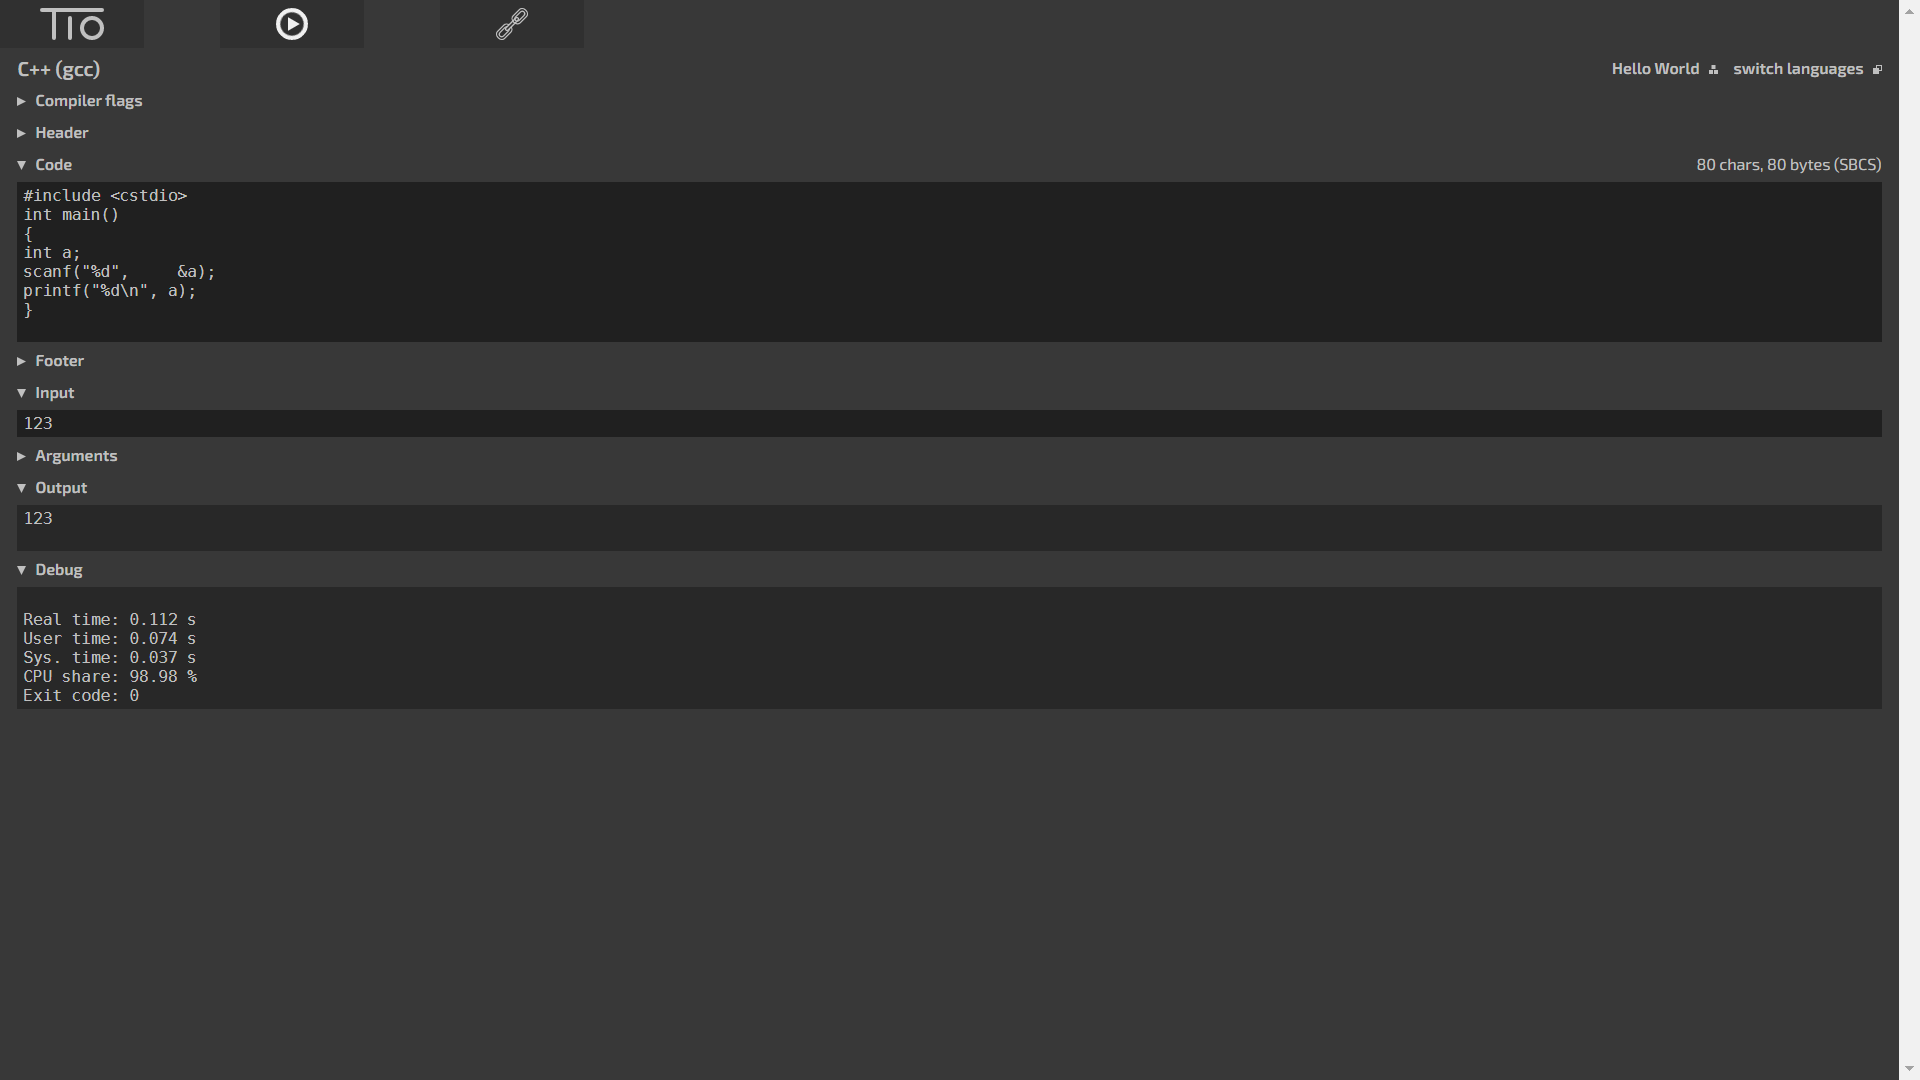 TIO
C++ (gcc)
Hello World switch languages
▶ Compiler flags
▶ Header
▼ Code
80 chars, 80 bytes (SBCS)
#include <cstdio>
int main()
{
int a;
scanf("%d",     &a);
printf("%d\n", a);
}
▶ Footer
▼ Input
123
▶ Arguments
▼ Output
123
▼ Debug
Real time: 0.112 s
User time: 0.074 s
Sys. time: 0.037 s
CPU share: 98.98 %
Exit code: 0